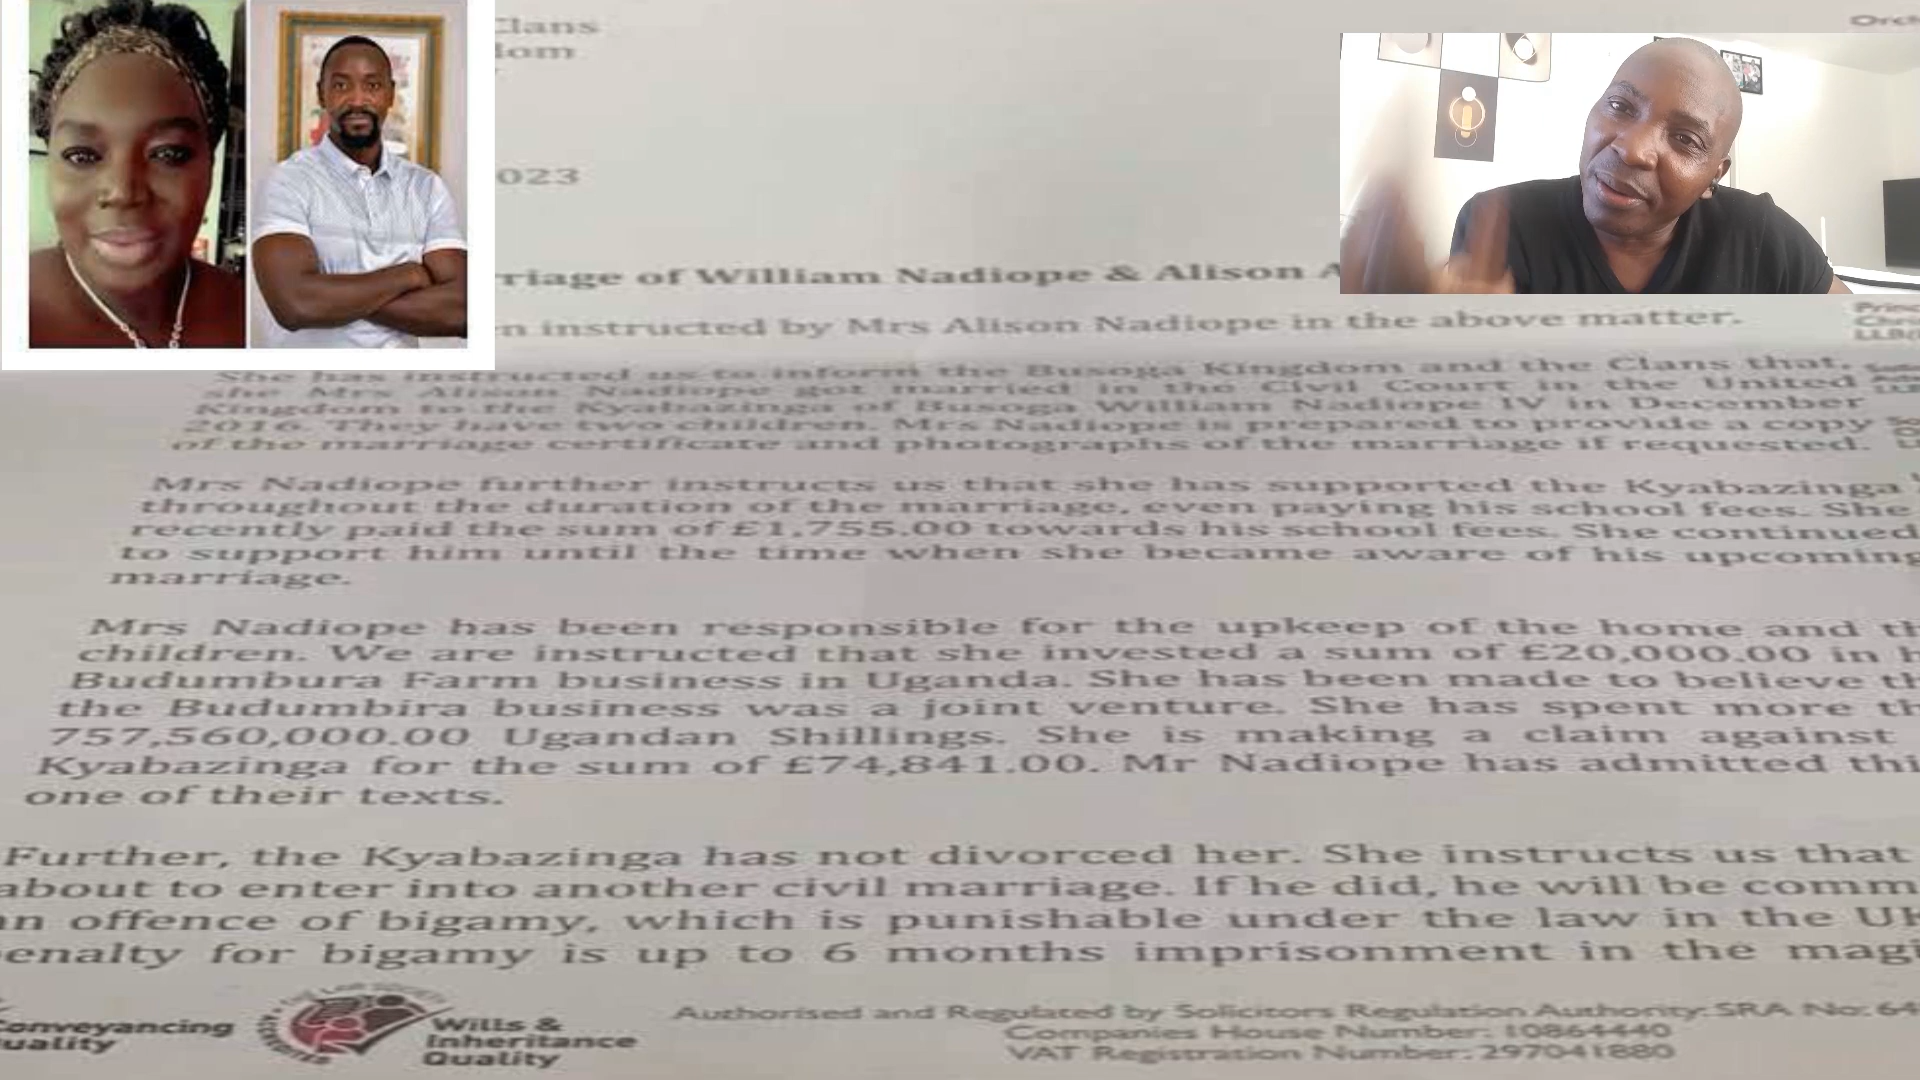 Clans
dom
023
rriage of William Nadiope & Alison A
n instructed by Mrs Alison Nadiope in the above matter.
She has instructed us to inform the Busoga Kingdom and the Clans that,
she Mrs Alison Nadiope got married in the Civil Court in the United
Kingdom to the Kyabazinga of Busoga William Nadiope IV in December
2016. They have two children. Mrs Nadiope is prepared to provide a copy
of the marriage certificate and photographs of the marriage if requested.
Mrs Nadiope further instructs us that she has supported the Kyabazinga
throughout the duration of the marriage, even paying his school fees. She
recently paid the sum of £1,755.00 towards his school fees. She continued
to support him until the time when she became aware of his upcoming
marriage.
Mrs Nadiope has been responsible for the upkeep of the home and th
children. We are instructed that she invested a sum of £20,000.00 in h
Budumbura Farm business in Uganda. She has been made to believe th
the Budumbira business was a joint venture. She has spent more th
757,560,000.00 Ugandan Shillings. She is making a claim against
Kyabazinga for the sum of £74,841.00. Mr Nadiope has admitted thi
one of their texts.
Further, the Kyabazinga has not divorced her. She instructs us that
about to enter into another civil marriage. If he did, he will be comm
an offence of bigamy, which is punishable under the law in the UK
enalty for bigamy is up to 6 months imprisonment in the magi
Conveyancing
Quality
Wills &
Inheritance
Quality
Authorised and Regulated by Solicitors Regulation Authority: SRA No: 64
Companies House Number: 10864440
VAT Registration Number: 297041880